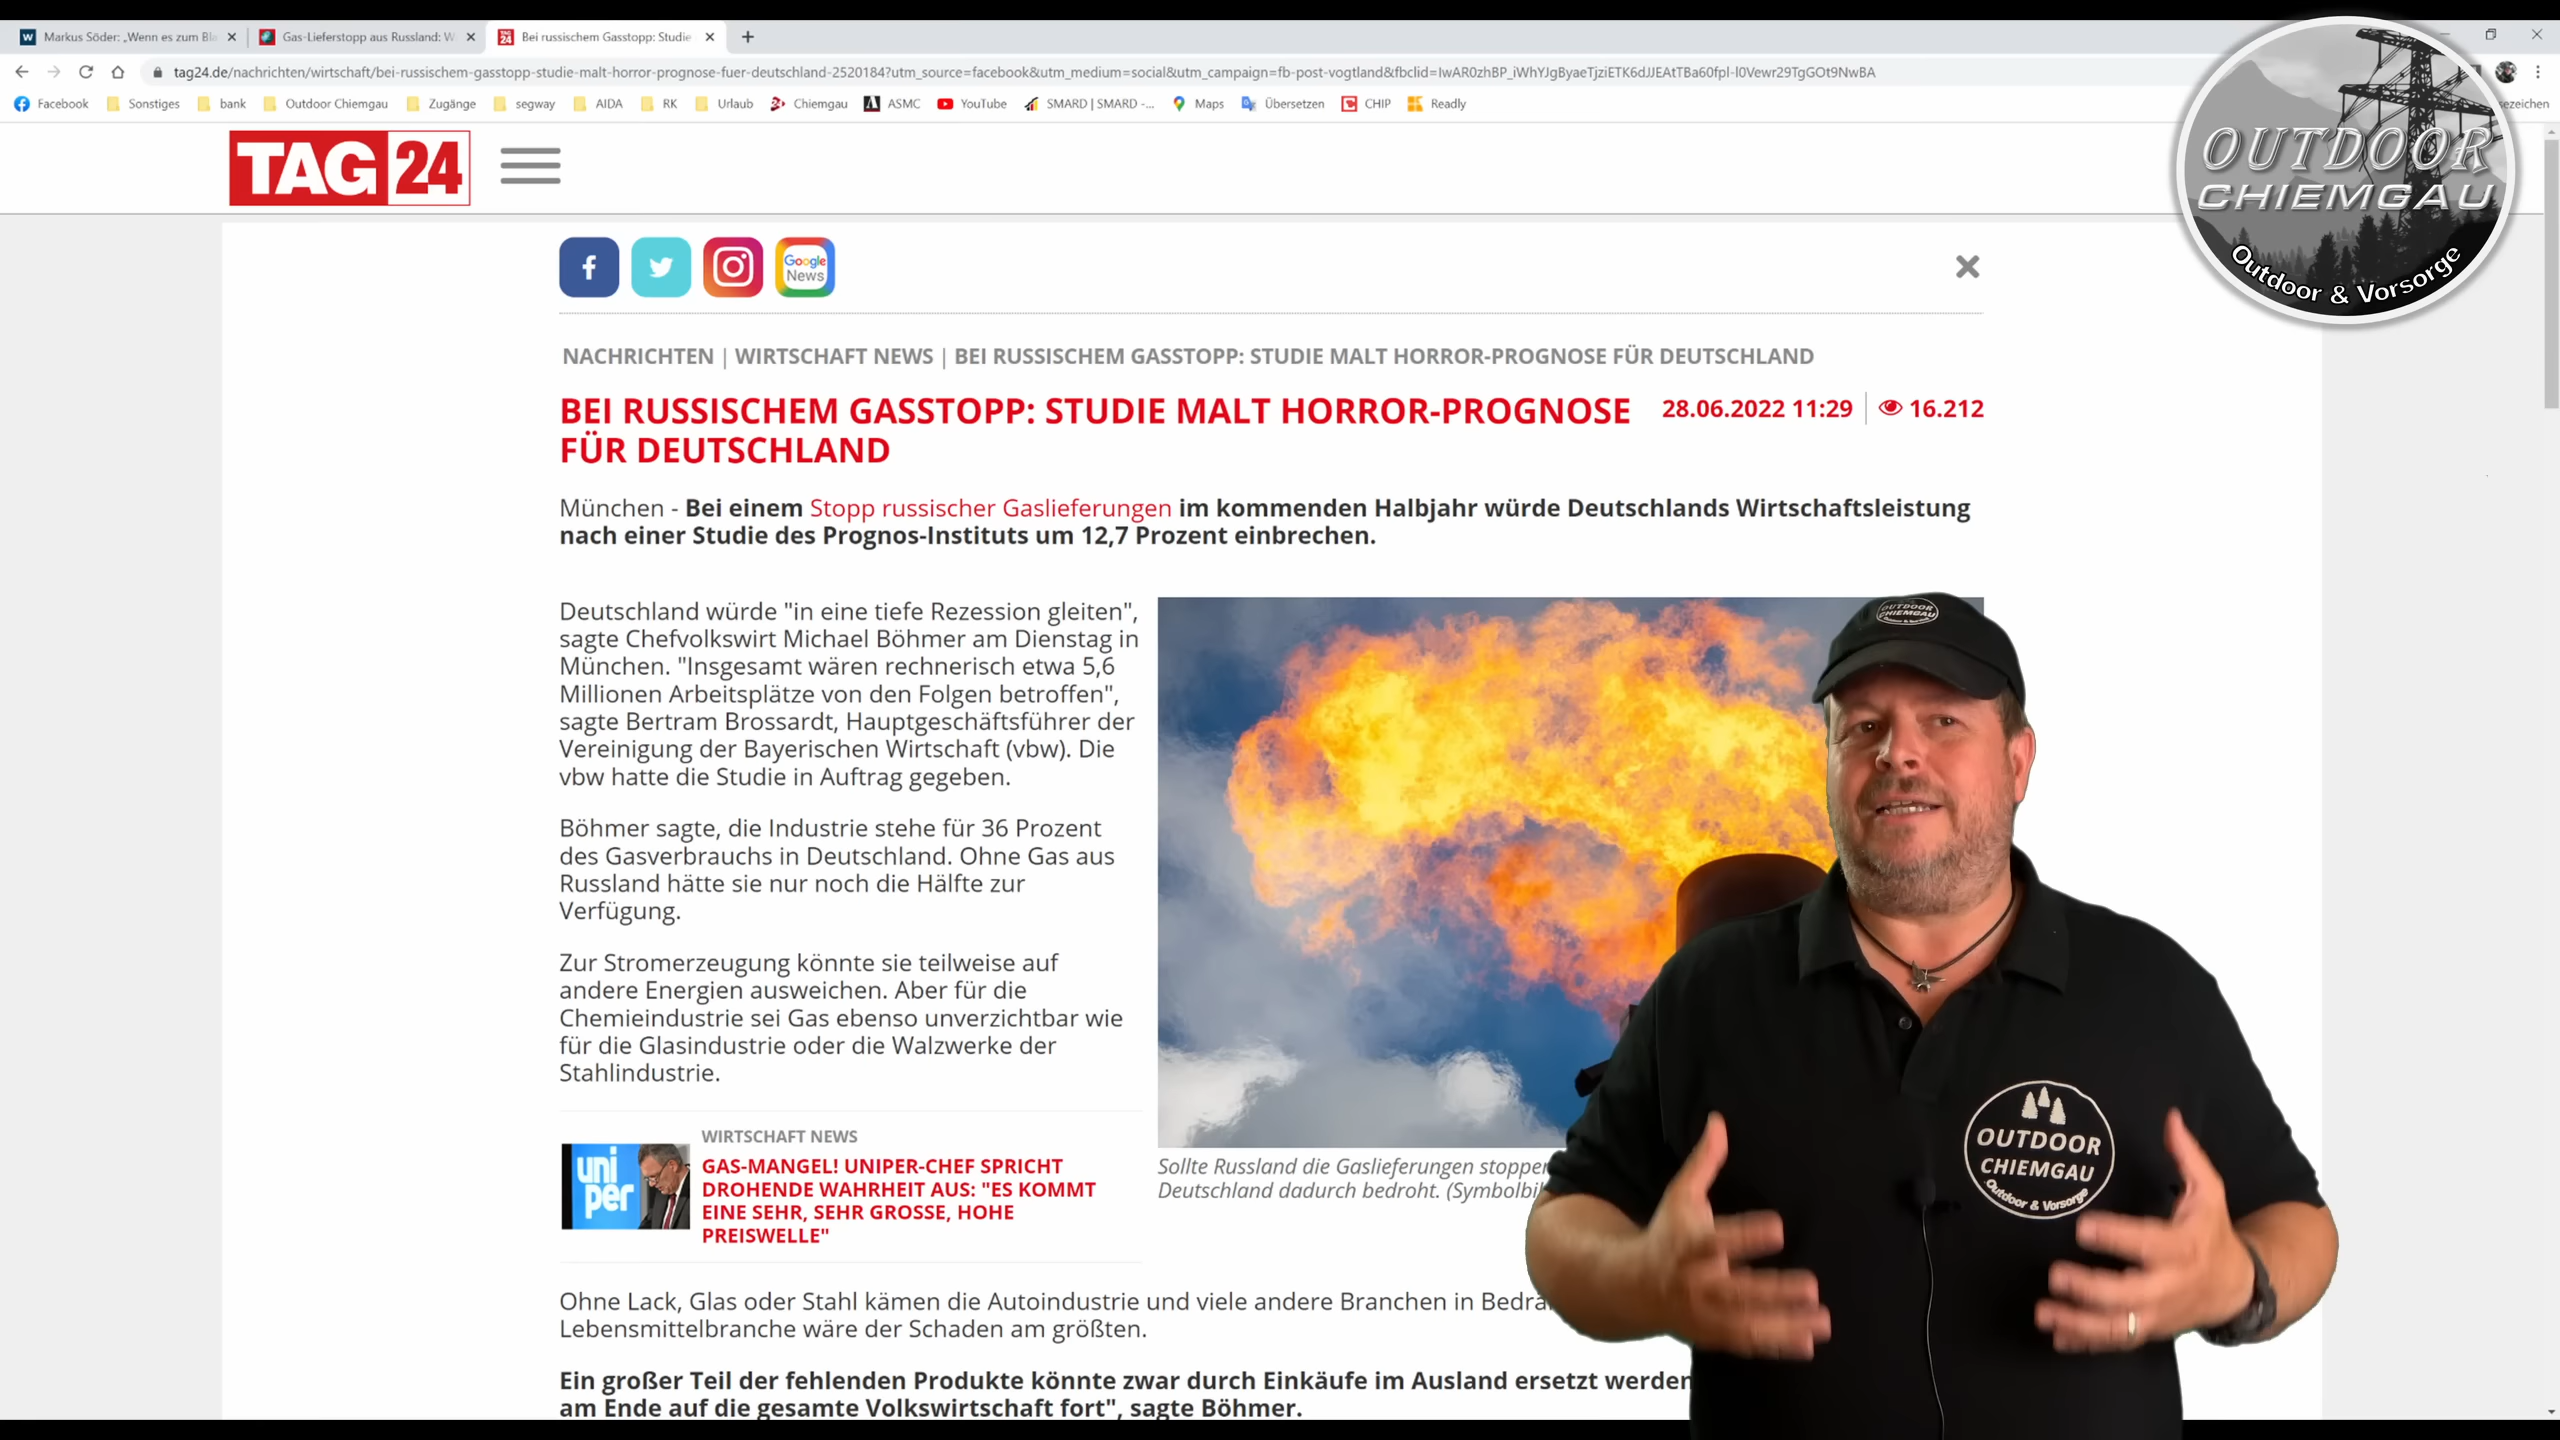 Markus Söder: „Wenn es zum Bla
Gas-Lieferstopp aus Russland: W
Bei russischem Gasstopp: Studie
tag24.de/nachrichten/wirtschaft/bei-russischem-gasstopp-studie-malt-horror-prognose-fuer-deutschland-2520184?utm_source=facebook&utm_medium=social&utm_campaign=fb-post-vogtland&fbclid=IwAR0zhBP_iWhYJgByaeTjziETK6dJJEAtTBa60fpI-I0Vewr29TgGOt9NwBA
Facebook Sonstiges bank Outdoor Chiemgau Zugänge segway AIDA RK Urlaub Chiemgau ASMC YouTube SMARD | SMARD -... Maps Übersetzen CHIP Readly
esezeichen
OUTDOOR
CHIEMGAU
Outdoor & Vorsorge
TAG 24
Google
News
NACHRICHTEN | WIRTSCHAFT NEWS | BEI RUSSISCHEM GASSTOPP: STUDIE MALT HORROR-PROGNOSE FÜR DEUTSCHLAND
BEI RUSSISCHEM GASSTOPP: STUDIE MALT HORROR-PROGNOSE
FÜR DEUTSCHLAND
28.06.2022 11:29 | 16.212
München - Bei einem Stopp russischer Gaslieferungen im kommenden Halbjahr würde Deutschlands Wirtschaftsleistung
nach einer Studie des Prognos-Instituts um 12,7 Prozent einbrechen.
Deutschland würde "in eine tiefe Rezession gleiten",
sagte Chefvolkswirt Michael Böhmer am Dienstag in
München. "Insgesamt wären rechnerisch etwa 5,6
Millionen Arbeitsplätze von den Folgen betroffen",
sagte Bertram Brossardt, Hauptgeschäftsführer der
Vereinigung der Bayerischen Wirtschaft (vbw). Die
vbw hatte die Studie in Auftrag gegeben.
Böhmer sagte, die Industrie stehe für 36 Prozent
des Gasverbrauchs in Deutschland. Ohne Gas aus
Russland hätte sie nur noch die Hälfte zur
Verfügung.
Zur Stromerzeugung könnte sie teilweise auf
andere Energien ausweichen. Aber für die
Chemieindustrie sei Gas ebenso unverzichtbar wie
für die Glasindustrie oder die Walzwerke der
Stahlindustrie.
uni
per
WIRTSCHAFT NEWS
GAS-MANGEL! UNIPER-CHEF SPRICHT
DROHENDE WAHRHEIT AUS: "ES KOMMT
EINE SEHR, SEHR GROSSE, HOHE
PREISWELLE"
Sollte Russland die Gaslieferungen stoppen
Deutschland dadurch bedroht. (Symbolbil
Ohne Lack, Glas oder Stahl kämen die Autoindustrie und viele andere Branchen in Bedrä
Lebensmittelbranche wäre der Schaden am größten.
Ein großer Teil der fehlenden Produkte könnte zwar durch Einkäufe im Ausland ersetzt werden
am Ende auf die gesamte Volkswirtschaft fort", sagte Böhmer.
OUTDOOR
CHIEMGAU
OUTDOOR
CHIEMGAU
Outdoor & Vorsorge